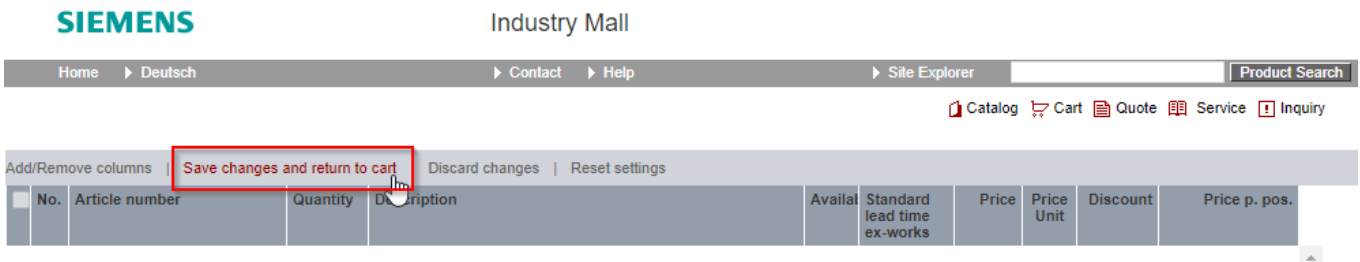 SIEMENS Industry Mall
Home Deutsch Contact Help Site Explorer Product Search
Catalog Cart Quote Service Inquiry
Add/Remove columns | Save changes and return to cart Discard changes | Reset settings
No. Article number Quantity Description Availal Standard lead time ex-works Price Price Unit Discount Price p. pos.